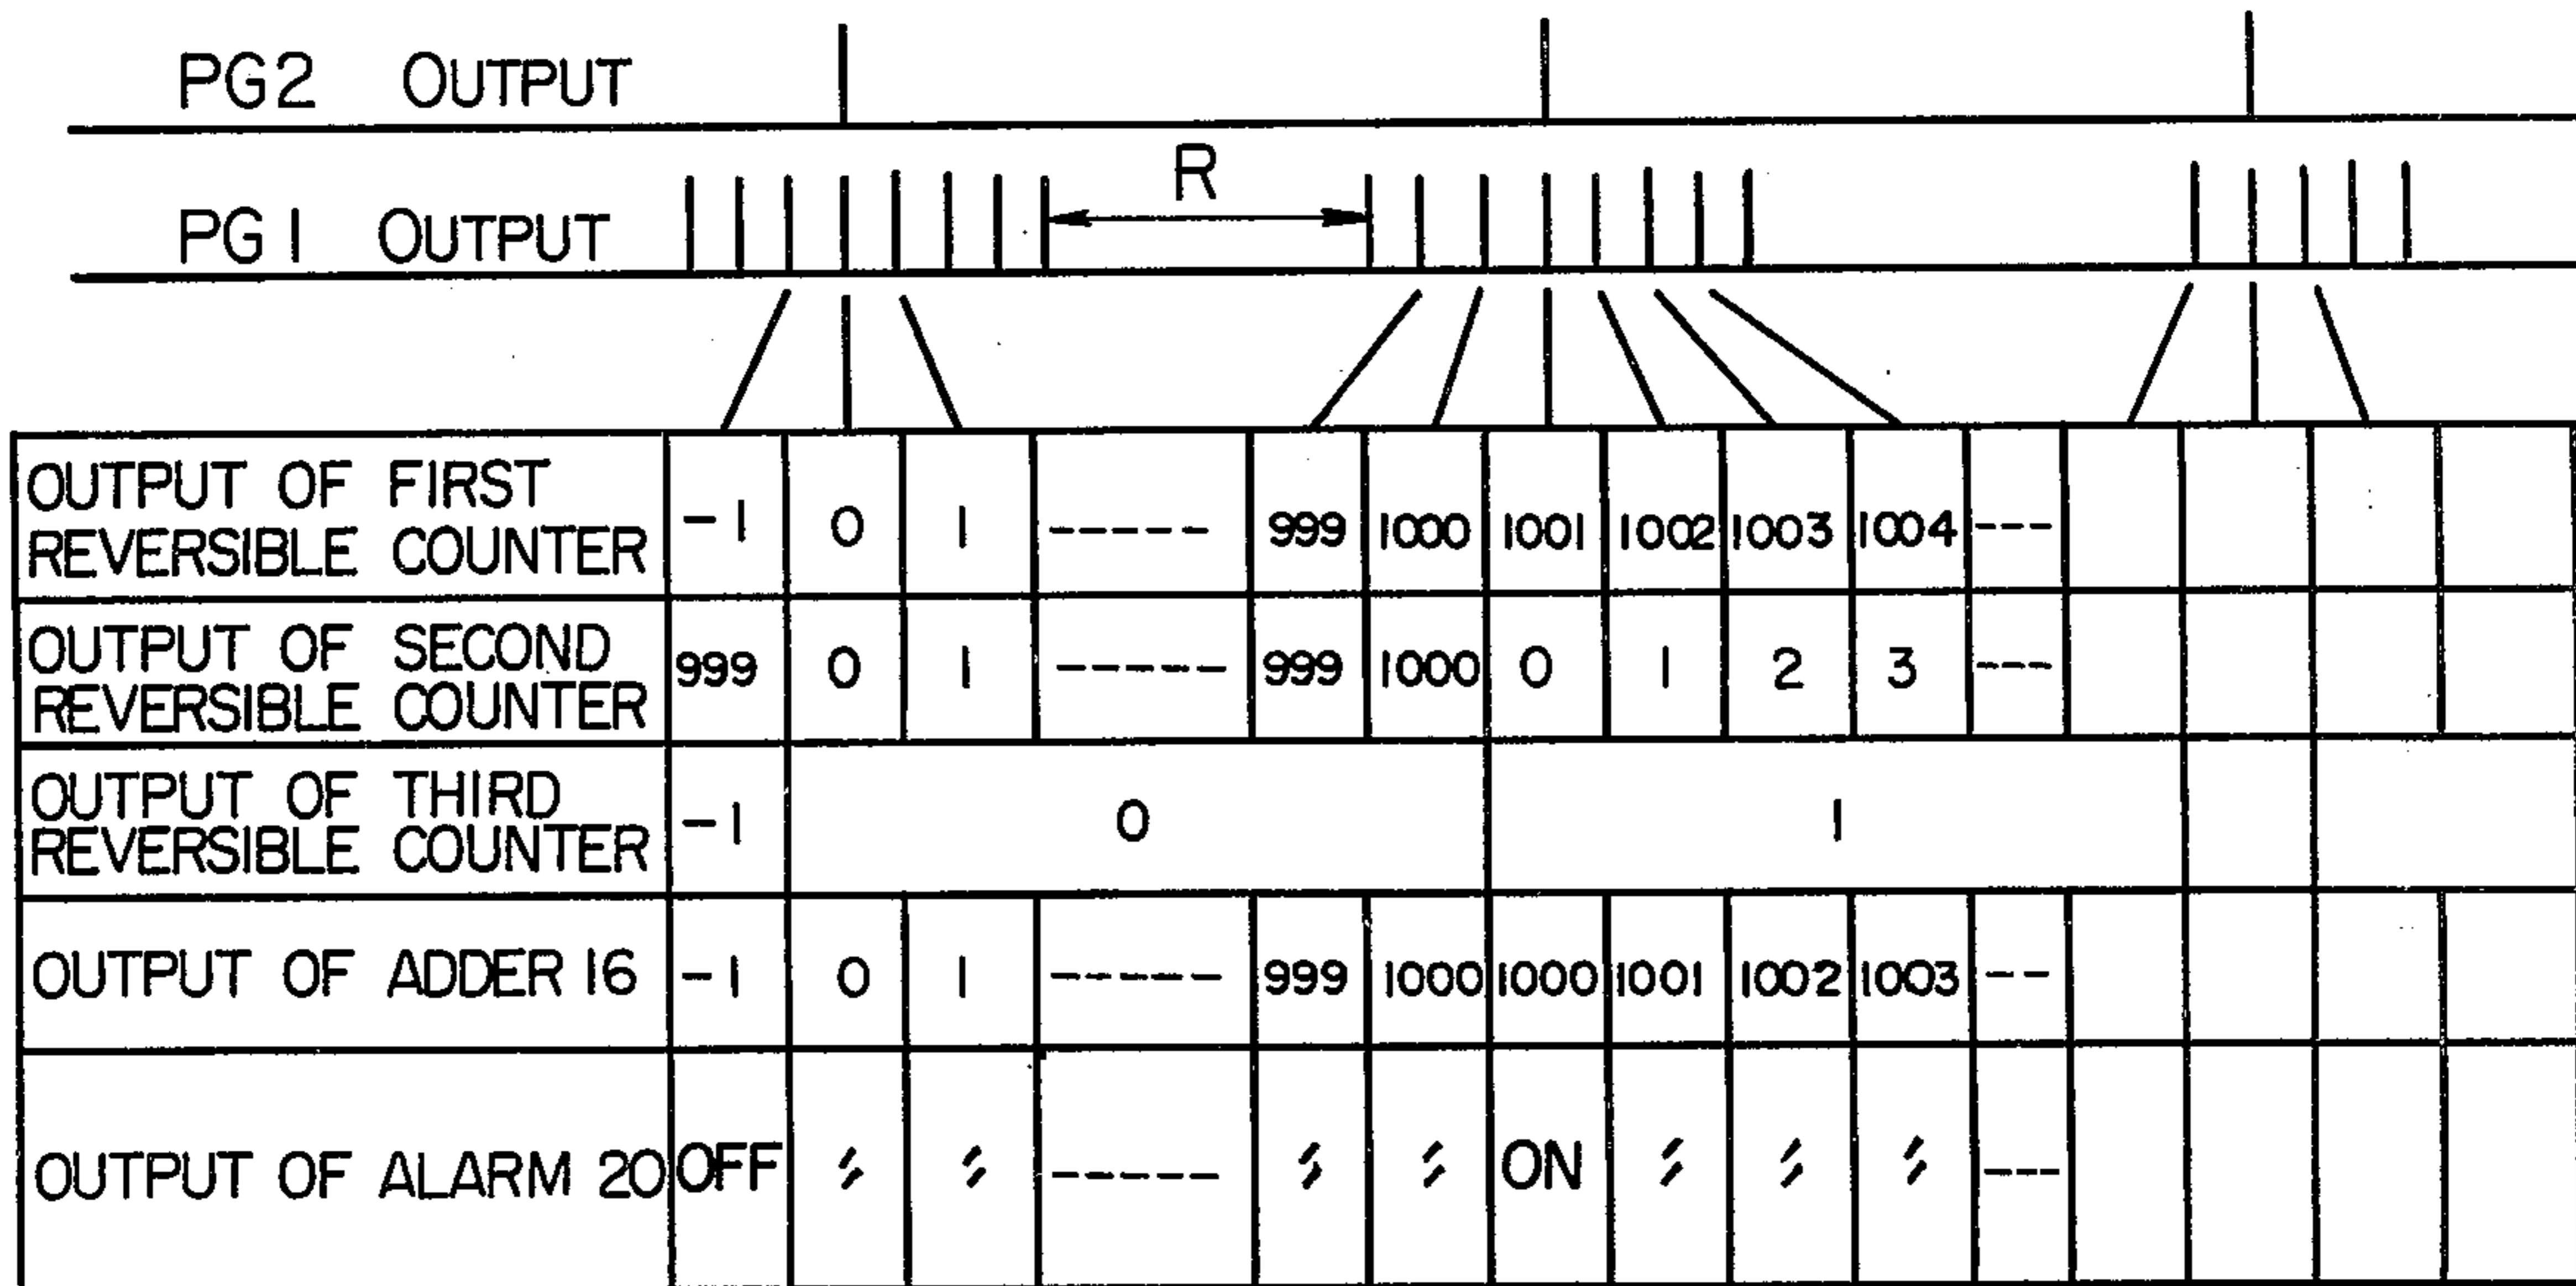 PG2 OUTPUT
R
PG1 OUTPUT
OUTPUT OF FIRST REVERSIBLE COUNTER -1 0 1 ----- 999 1000 1001 1002 1003 1004 ---
OUTPUT OF SECOND REVERSIBLE COUNTER 999 0 1 ------ 999 1000 0 1 2 3 ---
OUTPUT OF THIRD REVERSIBLE COUNTER -1 0 1
OUTPUT OF ADDER 16 -1 0 1 ------ 999 1000 1000 1001 1002 1003 --
OUTPUT OF ALARM 20 OFF 〃 〃 ------ 〃 〃 ON 〃 〃 〃 ---